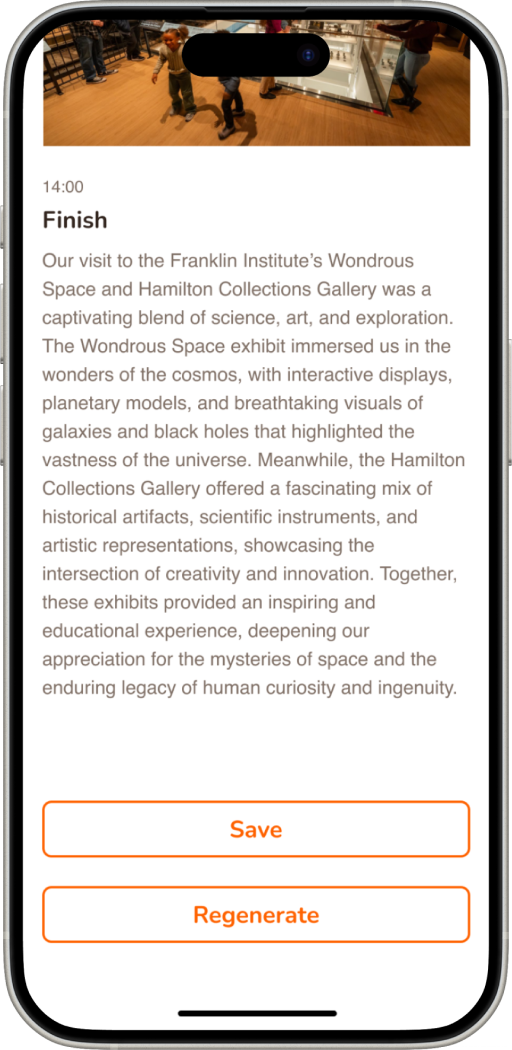 14:00
Finish
Our visit to the Franklin Institute’s Wondrous
Space and Hamilton Collections Gallery was a
captivating blend of science, art, and exploration.
The Wondrous Space exhibit immersed us in the
wonders of the cosmos, with interactive displays,
planetary models, and breathtaking visuals of
galaxies and black holes that highlighted the
vastness of the universe. Meanwhile, the Hamilton
Collections Gallery offered a fascinating mix of
historical artifacts, scientific instruments, and
artistic representations, showcasing the
intersection of creativity and innovation. Together,
these exhibits provided an inspiring and
educational experience, deepening our
appreciation for the mysteries of space and the
enduring legacy of human curiosity and ingenuity.
Save
Regenerate